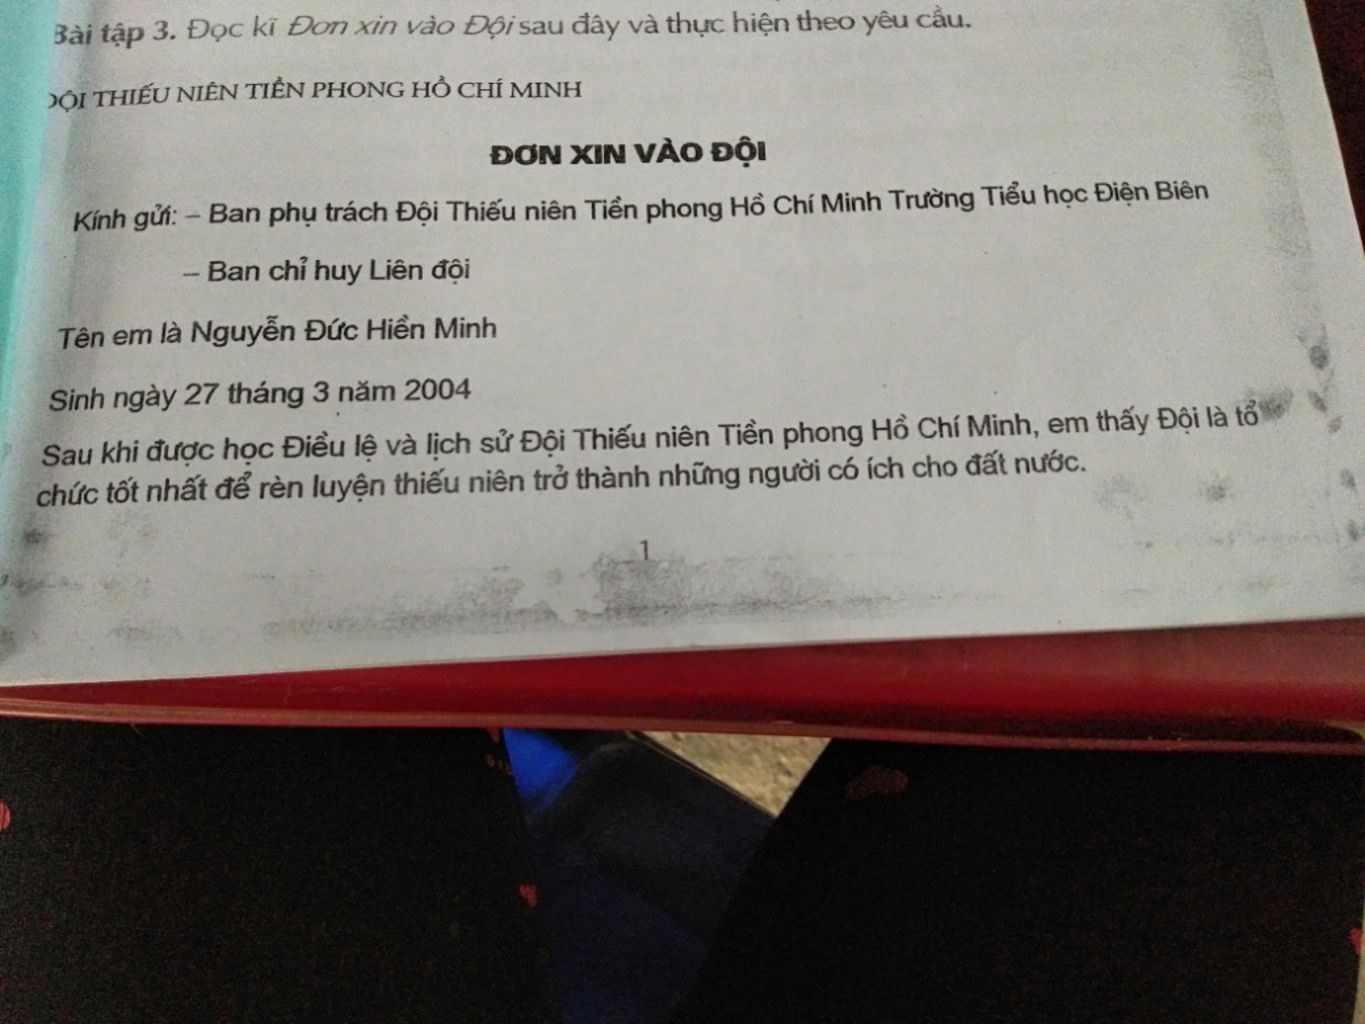 Bài tập 3. Đọc kĩ Đơn xin vào Đội sau đây và thực hiện theo yêu cầu.
ĐỘI THIẾU NIÊN TIỀN PHONG HỒ CHÍ MINH
ĐƠN XIN VÀO ĐỘI
Kính gửi: – Ban phụ trách Đội Thiếu niên Tiền phong Hồ Chí Minh Trường Tiểu học Điện Biên
– Ban chỉ huy Liên đội
Tên em là Nguyễn Đức Hiền Minh
Sinh ngày 27 tháng 3 năm 2004
Sau khi được học Điều lệ và lịch sử Đội Thiếu niên Tiền phong Hồ Chí Minh, em thấy Đội là tổ
chức tốt nhất để rèn luyện thiếu niên trở thành những người có ích cho đất nước.
1